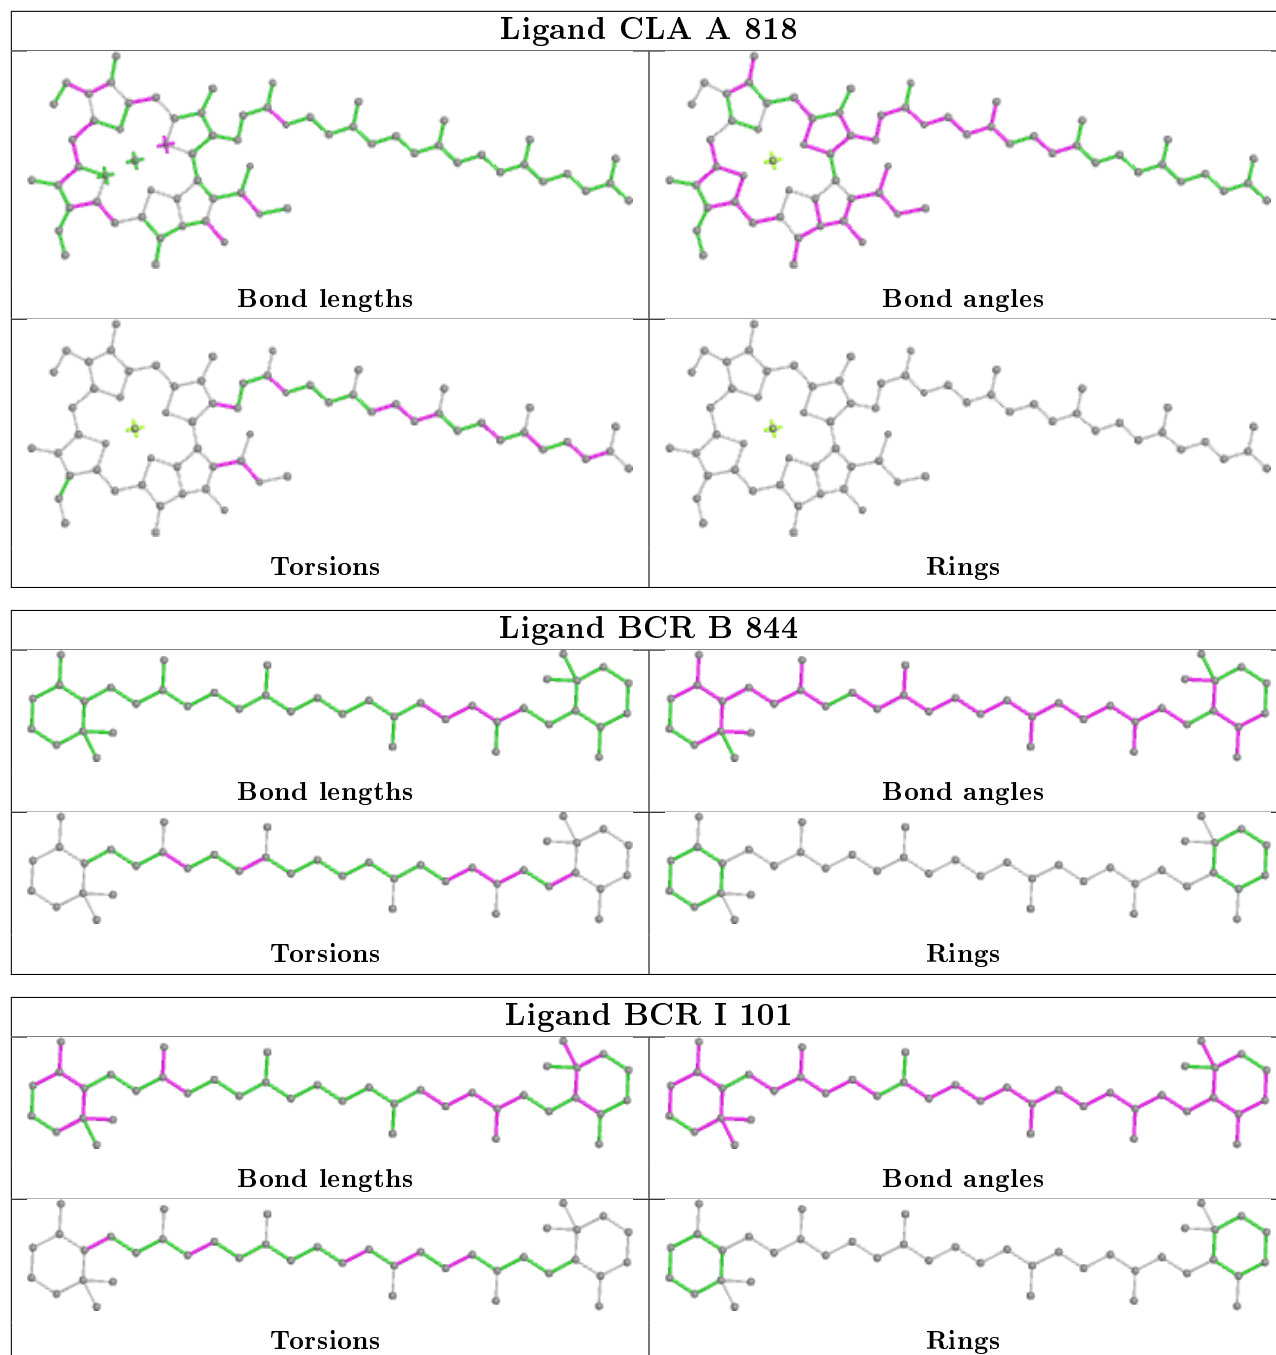 Ligand CLA A 818
Bond lengths
Bond angles
Torsions
Rings
Ligand BCR B 844
Bond lengths
Bond angles
Torsions
Rings
Ligand BCR I 101
Bond lengths
Bond angles
Torsions
Rings